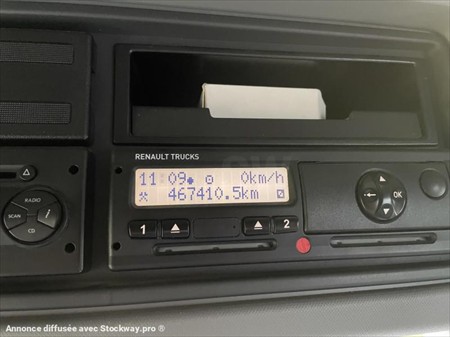 RENAULT TRUCKS
11:09 0km/h
467410.5km
RADIO
SCAN
CD
1
2
OK
Annonce diffusée avec Stockway.pro ®